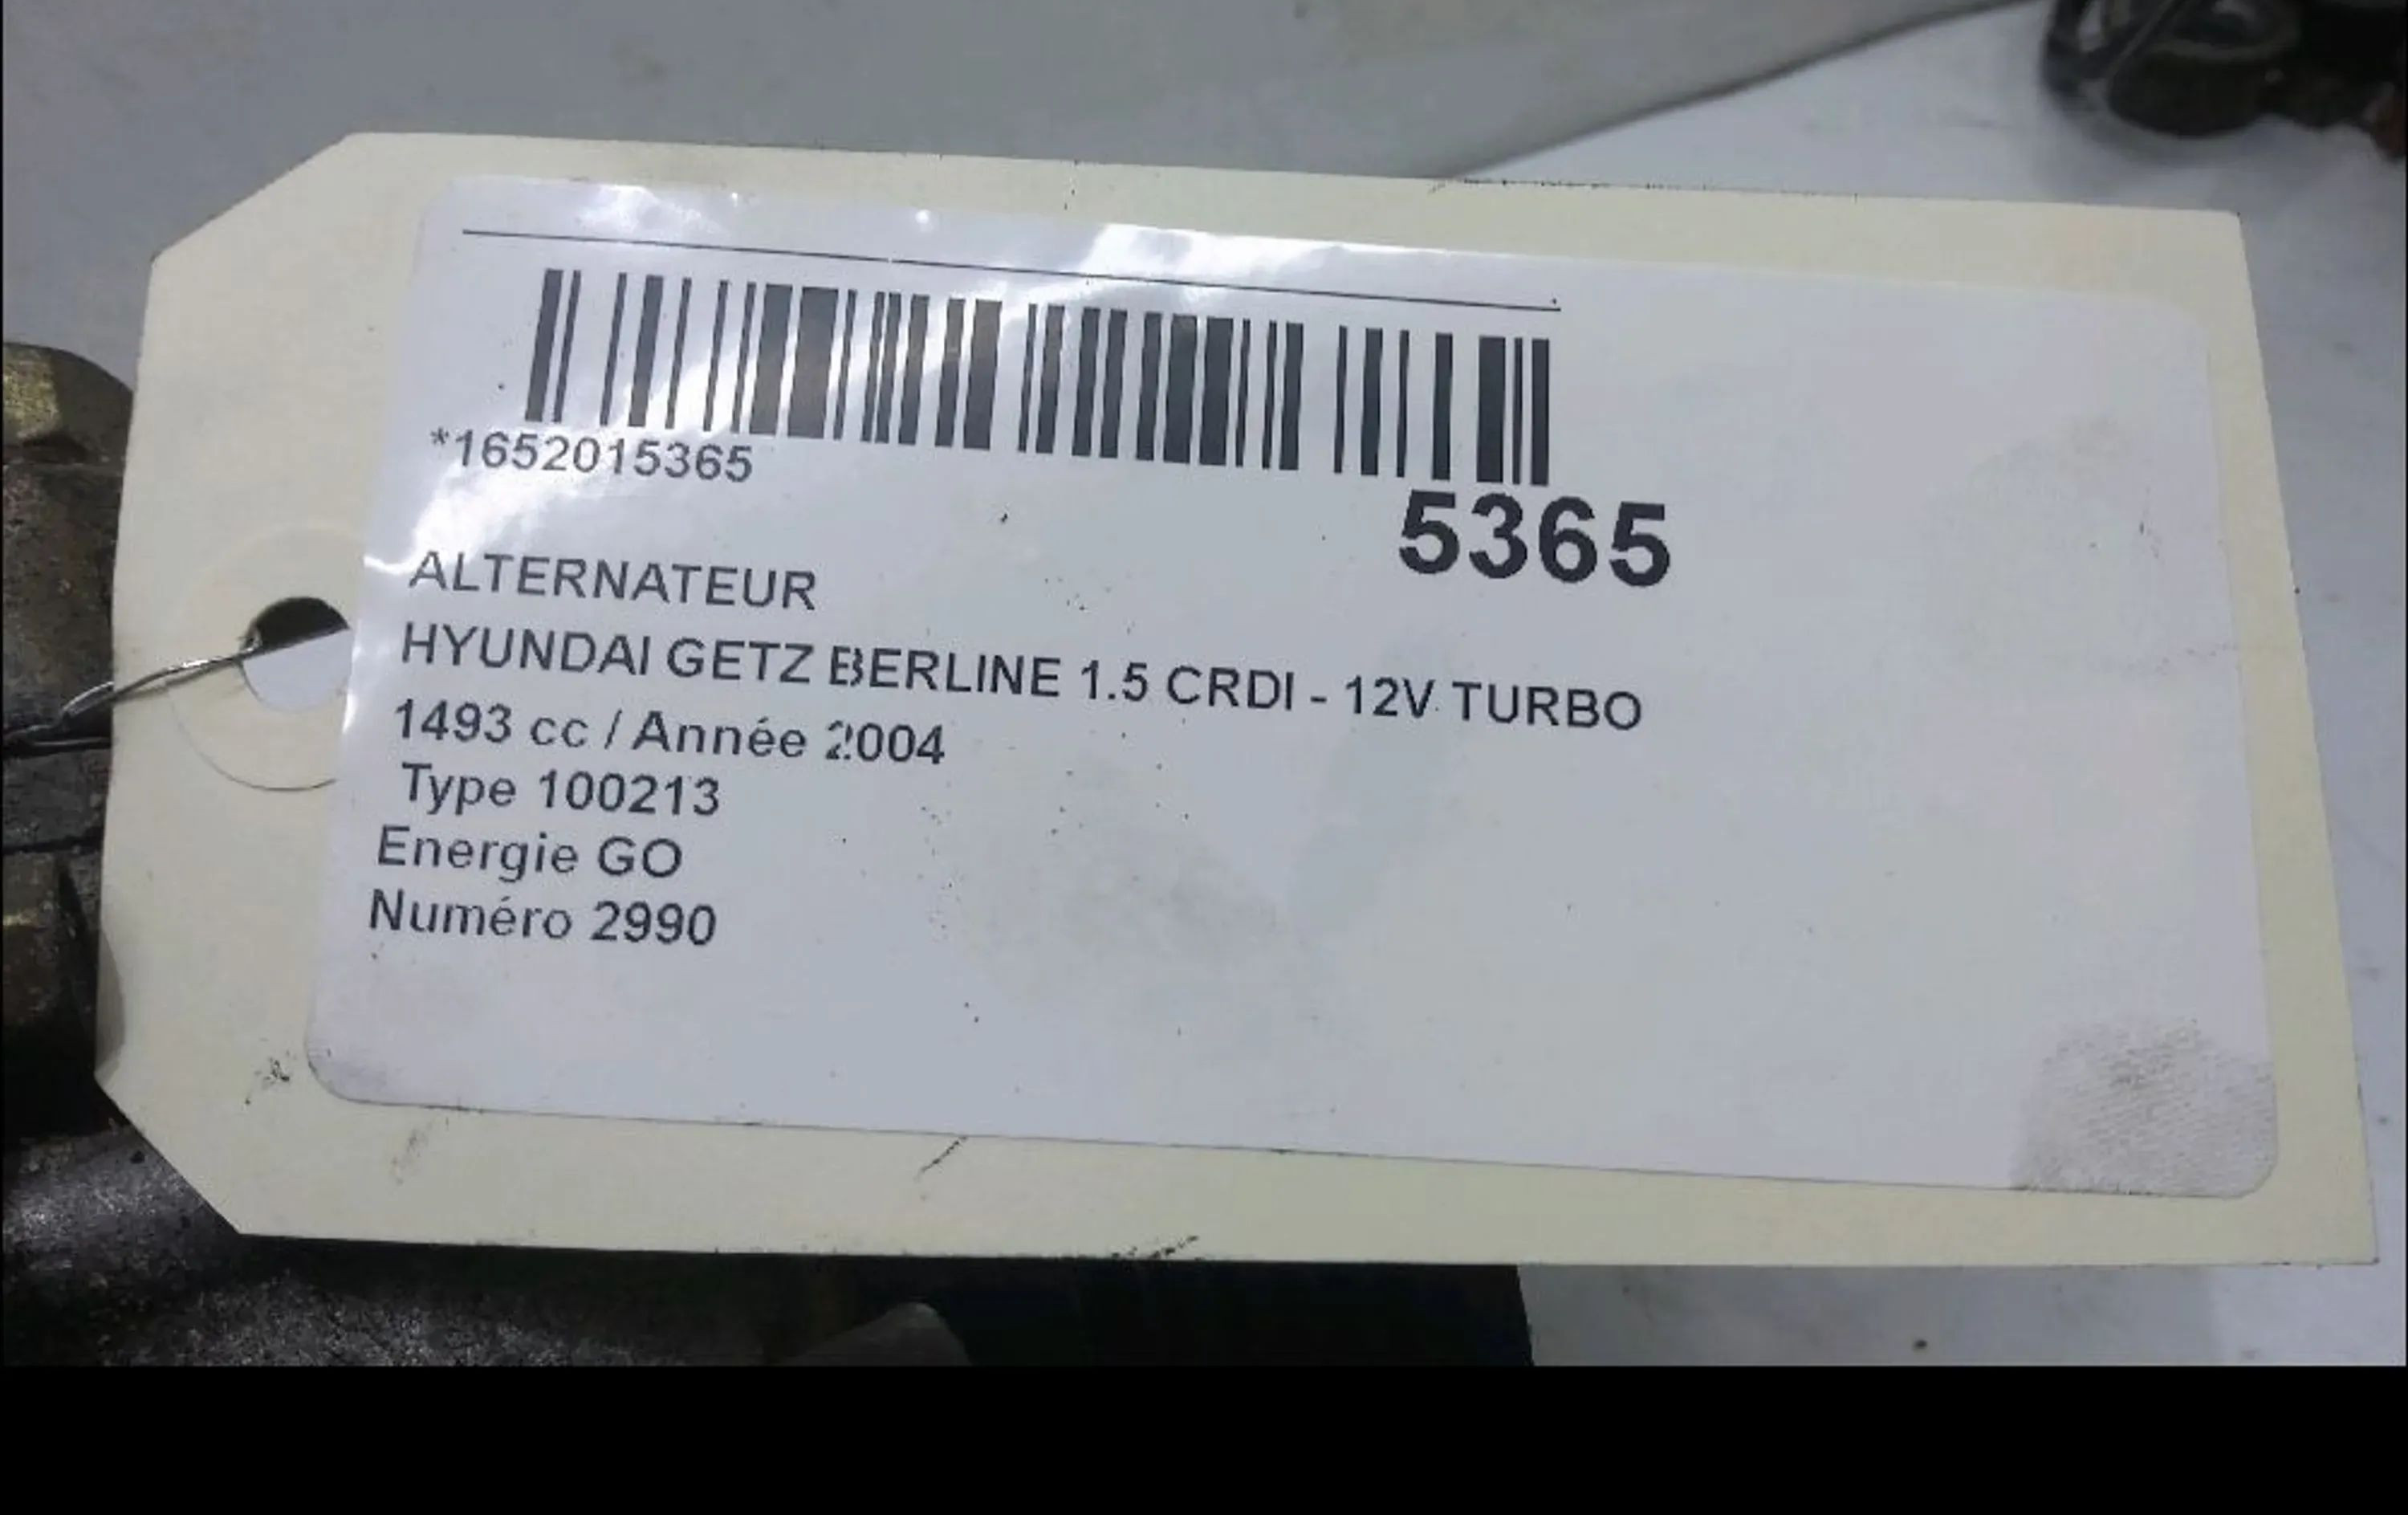 *1652015365
5365
ALTERNATEUR
HYUNDAI GETZ BERLINE 1.5 CRDI - 12V TURBO
1493 cc / Année 2004
Type 100213
Energie GO
Numéro 2990